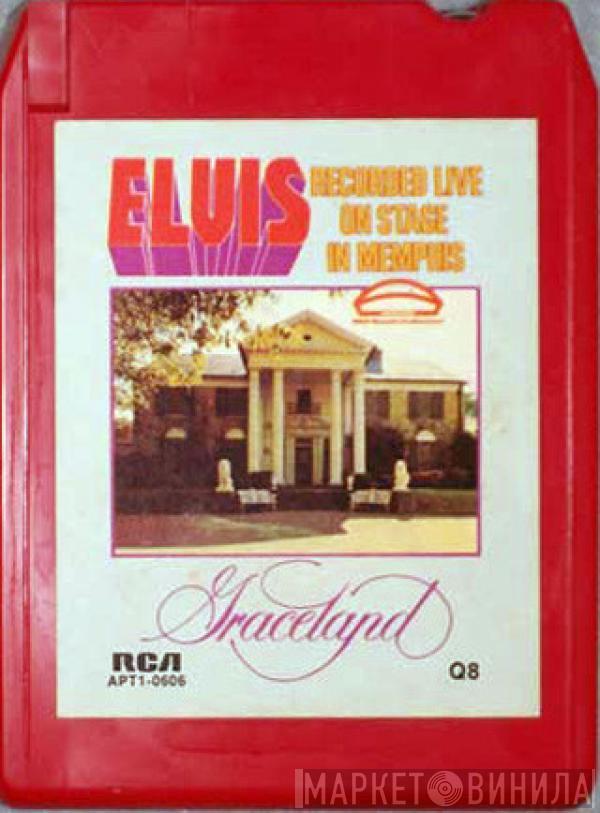 ELVIS
RECORDED LIVE
ON STAGE
IN MEMPHIS
Graceland
RCA
APT1-0606
Q8
МАРКЕТ ВИНИЛА